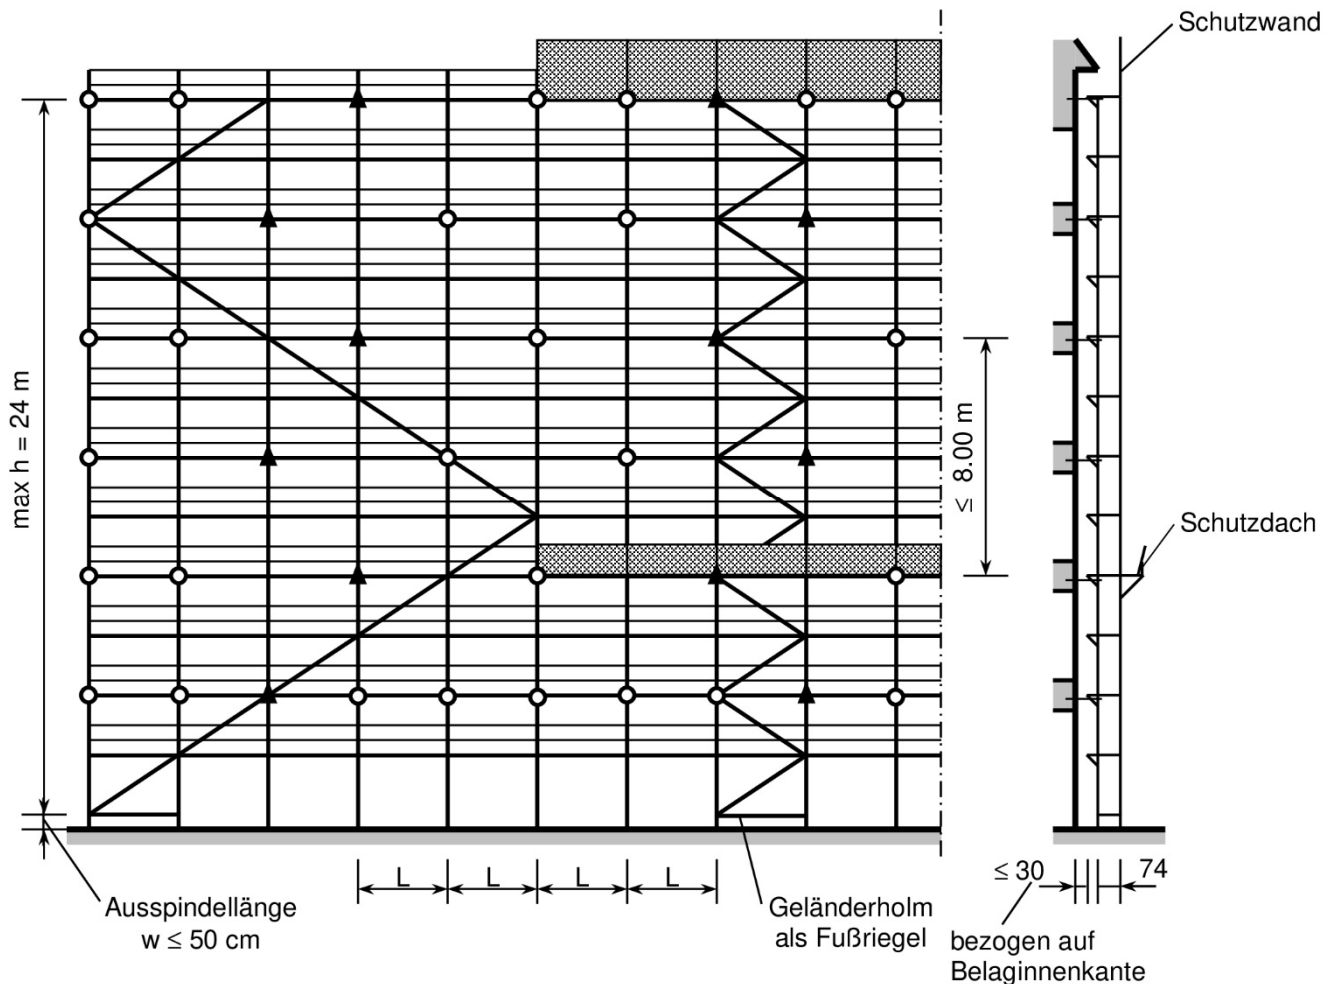 Schutzwand
max h = 24 m
≤ 8.00 m
Schutzdach
L
L
L
L
≤ 30
74
Ausspindellänge
w ≤ 50 cm
Geländerholm
als Fußriegel
bezogen auf
Belaginnenkante